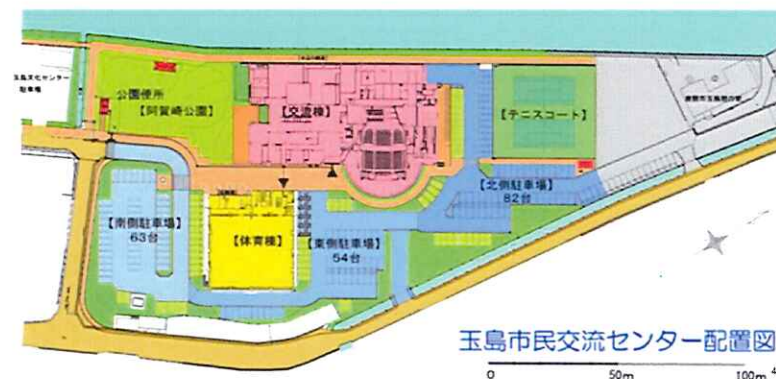 玉島文化センター
駐車場
公園便所
【阿賀崎公園】
【交流棟】
【テニスコート】
【北側駐車場】
82台
【南側駐車場】
63台
【体育棟】
【東側駐車場】
54台
玉島市民交流センター配置図
0 50m 100m